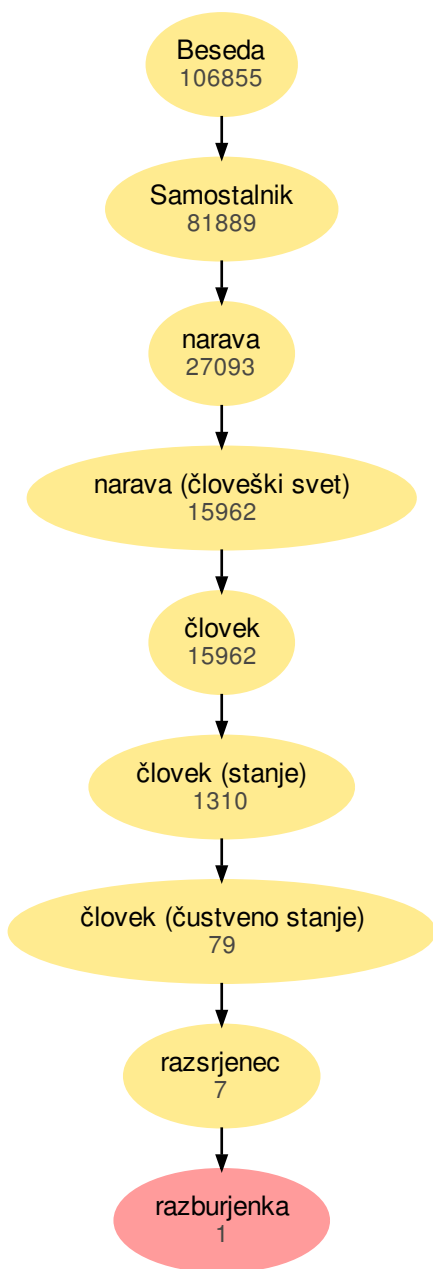 Beseda
106855
Samostalnik
81889
narava
27093
narava (človeški svet)
15962
človek
15962
človek (stanje)
1310
človek (čustveno stanje)
79
razsrjenec
7
razburjenka
1